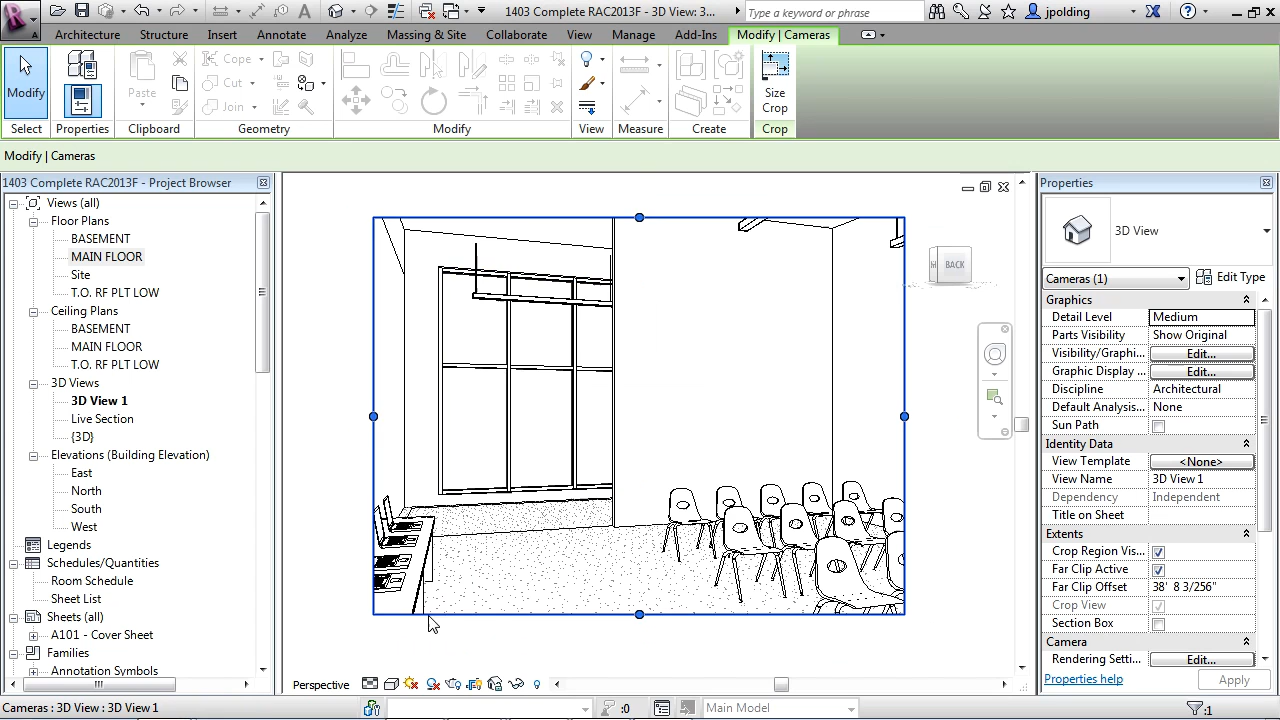 1403 Complete RAC2013F - 3D View: 3...
Type a keyword or phrase
jpolding
Architecture
Structure
Insert
Annotate
Analyze
Massing & Site
Collaborate
View
Manage
Add-Ins
Modify | Cameras
Modify
Cope
Cut
Join
Paste
Size
Crop
Select
Properties
Clipboard
Geometry
Modify
View
Measure
Create
Crop
Modify | Cameras
1403 Complete RAC2013F - Project Browser
Views (all)
Floor Plans
BASEMENT
MAIN FLOOR
Site
T.O. RF PLT LOW
Ceiling Plans
BASEMENT
MAIN FLOOR
T.O. RF PLT LOW
3D Views
3D View 1
Live Section
{3D}
Elevations (Building Elevation)
East
North
South
West
Legends
Schedules/Quantities
Room Schedule
Sheet List
Sheets (all)
A101 - Cover Sheet
Families
Annotation Symbols
BACK
Perspective
Properties
3D View
Cameras (1)
Edit Type
Graphics
Detail Level Medium
Parts Visibility Show Original
Visibility/Graphi... Edit...
Graphic Display ... Edit...
Discipline Architectural
Default Analysis... None
Sun Path
Identity Data
View Template <None>
View Name 3D View 1
Dependency Independent
Title on Sheet
Extents
Crop Region Vis...
Far Clip Active
Far Clip Offset 38' 8 3/256"
Crop View
Section Box
Camera
Rendering Setti... Edit...
Properties help
Apply
Cameras : 3D View : 3D View 1
:0
Main Model
:1